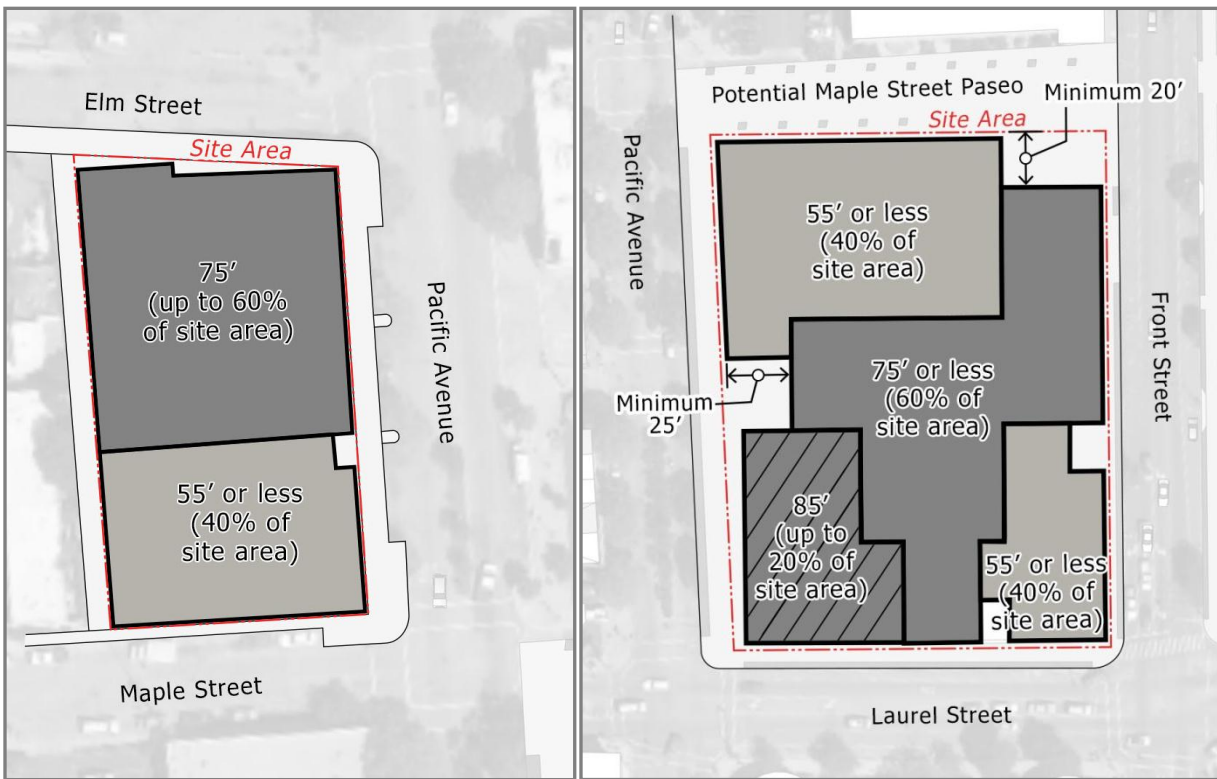 Elm Street
Site Area
75’
(up to 60%
of site area)
Pacific Avenue
55’ or less
(40% of
site area)
Maple Street
Potential Maple Street Paseo
Minimum 20’
Site Area
Pacific Avenue
55’ or less
(40% of
site area)
Front Street
75’ or less
(60% of
site area)
Minimum
25’
85’
(up to
20% of
site area)
55’ or less
(40% of
site area)
Laurel Street